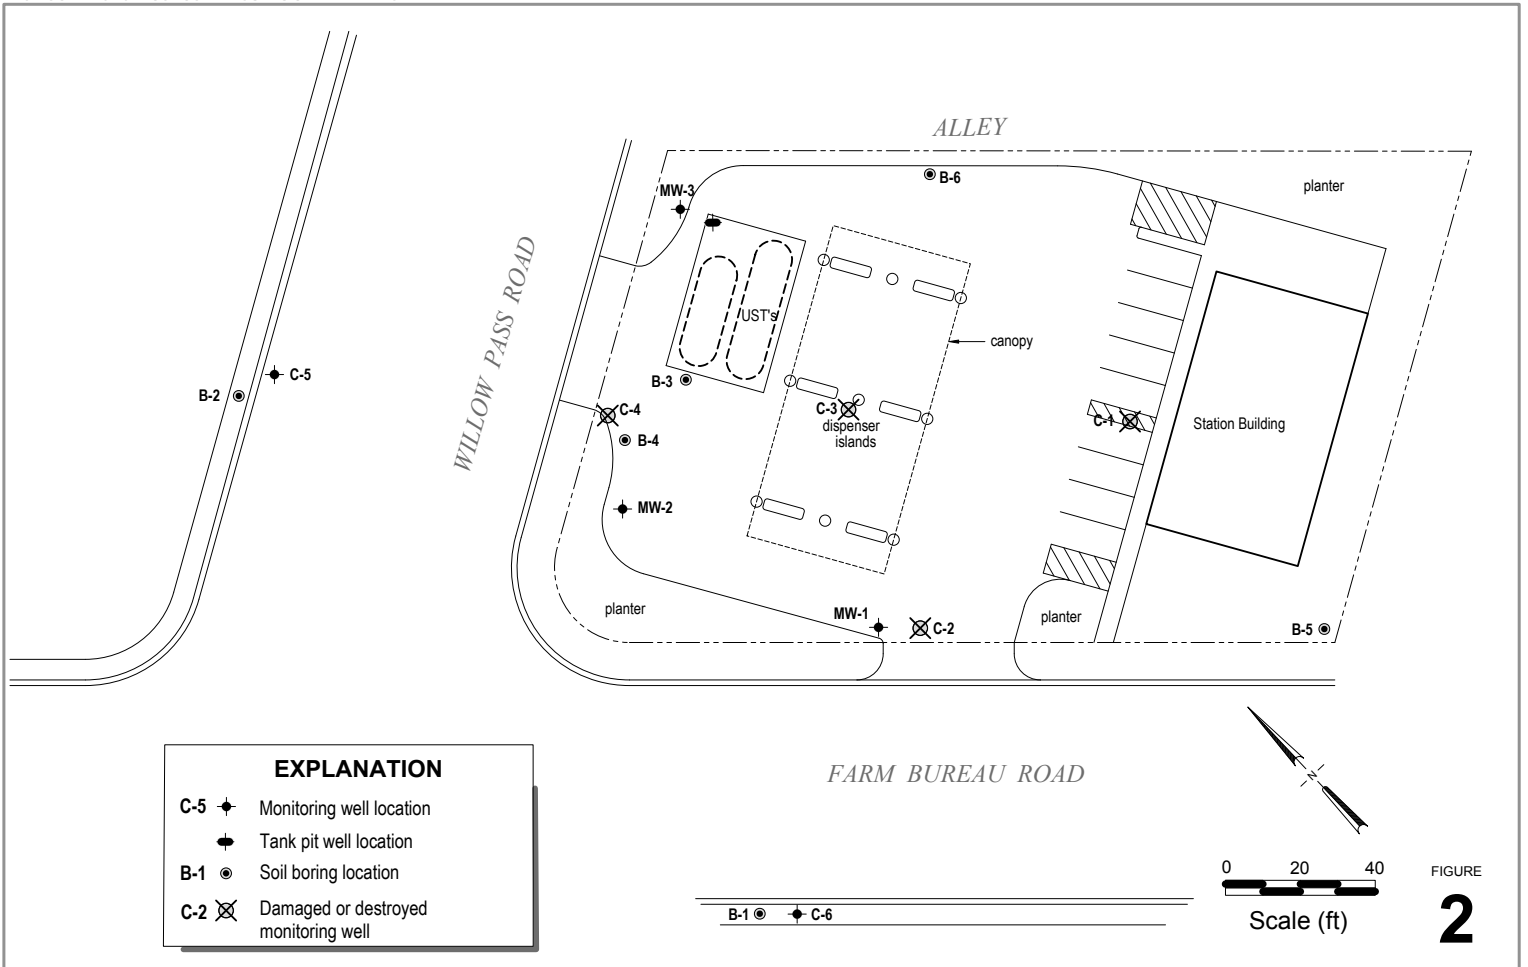 ALLEY
B-6
planter
MW-3
WILLOW PASS ROAD
UST's
canopy
C-5
B-2
B-3
C-4
C-3
dispenser
islands
C-1
Station Building
B-4
MW-2
planter
MW-1
C-2
planter
B-5
EXPLANATION
C-5 Monitoring well location
Tank pit well location
B-1 Soil boring location
C-2 Damaged or destroyed
monitoring well
FARM BUREAU ROAD
N
B-1
C-6
0 20 40
Scale (ft)
FIGURE
2